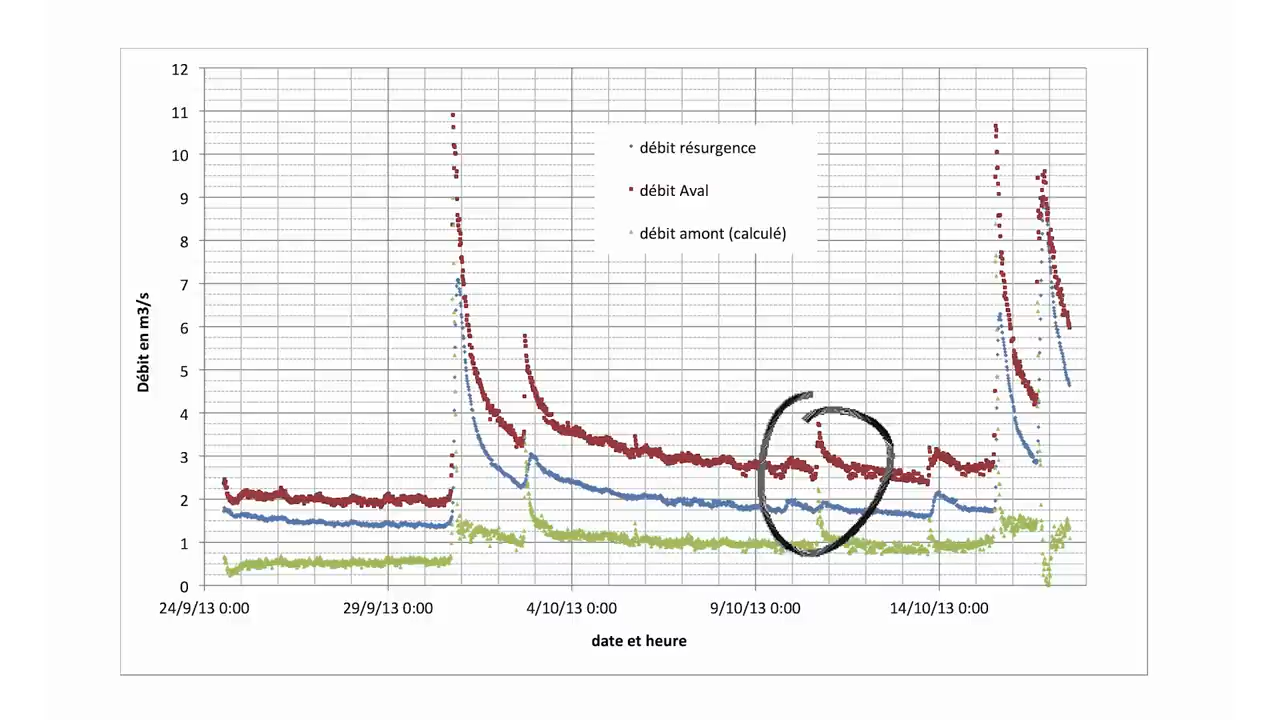 12
11
10
9
8
7
6
5
4
3
2
1
0
débit résurgence
débit Aval
débit amont (calculé)
Débit en m3/s
24/9/13 0:00 29/9/13 0:00 4/10/13 0:00 9/10/13 0:00 14/10/13 0:00
date et heure